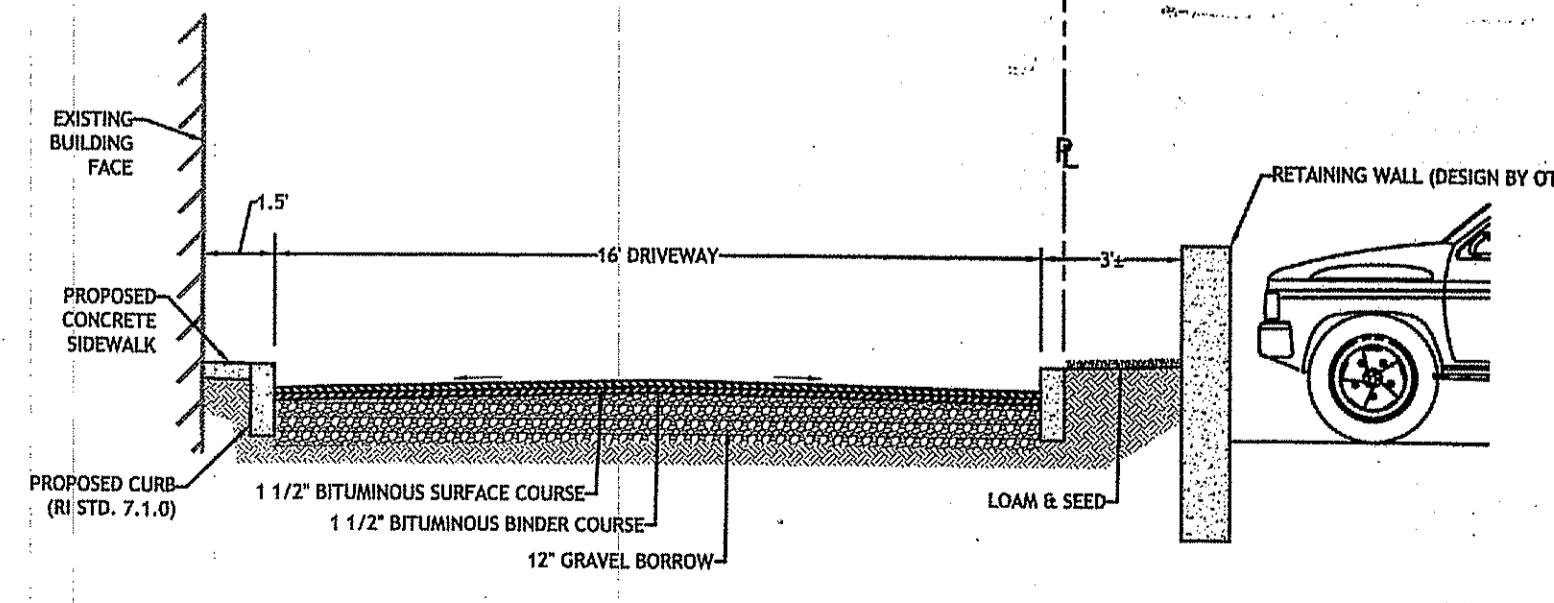 EXISTING
BUILDING
FACE
1.5'
16' DRIVEWAY
3'±
PL
RETAINING WALL (DESIGN BY OT
PROPOSED
CONCRETE
SIDEWALK
PROPOSED CURB
(RI STD. 7.1.0)
1 1/2" BITUMINOUS SURFACE COURSE
1 1/2" BITUMINOUS BINDER COURSE
12" GRAVEL BORROW
LOAM & SEED